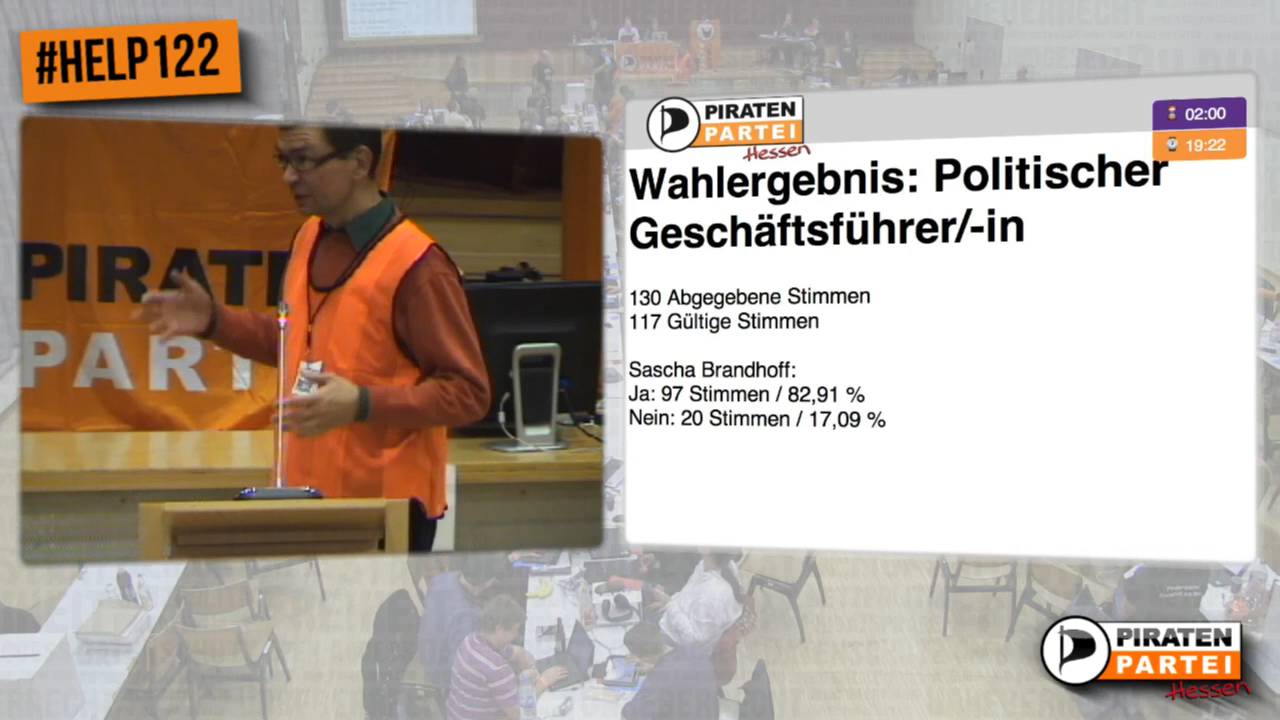 #HELP122
PIRATEN
PARTEI
Hessen
02:00
19:22
Wahlergebnis: Politischer
Geschäftsführer/-in
130 Abgegebene Stimmen
117 Gültige Stimmen
Sascha Brandhoff:
Ja: 97 Stimmen / 82,91 %
Nein: 20 Stimmen / 17,09 %
PIRATE
PART
PIRATEN
PARTEI
Hessen